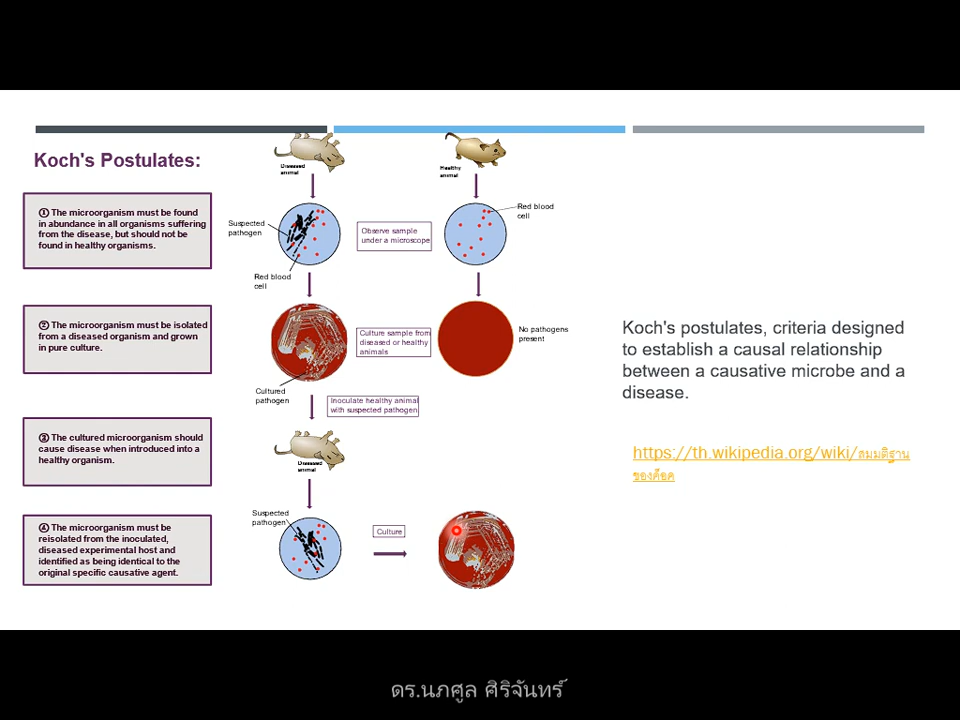 Koch's Postulates:
① The microorganism must be found
in abundance in all organisms suffering
from the disease, but should not be
found in healthy organisms.
② The microorganism must be isolated
from a diseased organism and grown
in pure culture.
③ The cultured microorganism should
cause disease when introduced into a
healthy organism.
④ The microorganism must be
reisolated from the inoculated,
diseased experimental host and
identified as being identical to the
original specific causative agent.
Diseased
animal
Healthy
animal
Suspected
pathogen
Red blood
cell
Observe sample
under a microscope
Red blood
cell
Culture sample from
diseased or healthy
animals
No pathogens
present
Cultured
pathogen
Inoculate healthy animal
with suspected pathogen
Diseased
animal
Suspected
pathogen
Culture
Koch's postulates, criteria designed
to establish a causal relationship
between a causative microbe and a
disease.
https://th.wikipedia.org/wiki/สมมติฐาน
ของค็อค
ดร.นภศูล ศิริจันทร์